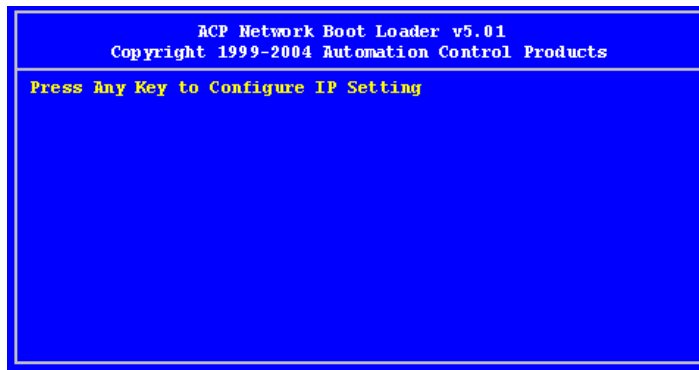 ACP Network Boot Loader v5.01
Copyright 1999-2004 Automation Control Products
Press Any Key to Configure IP Setting